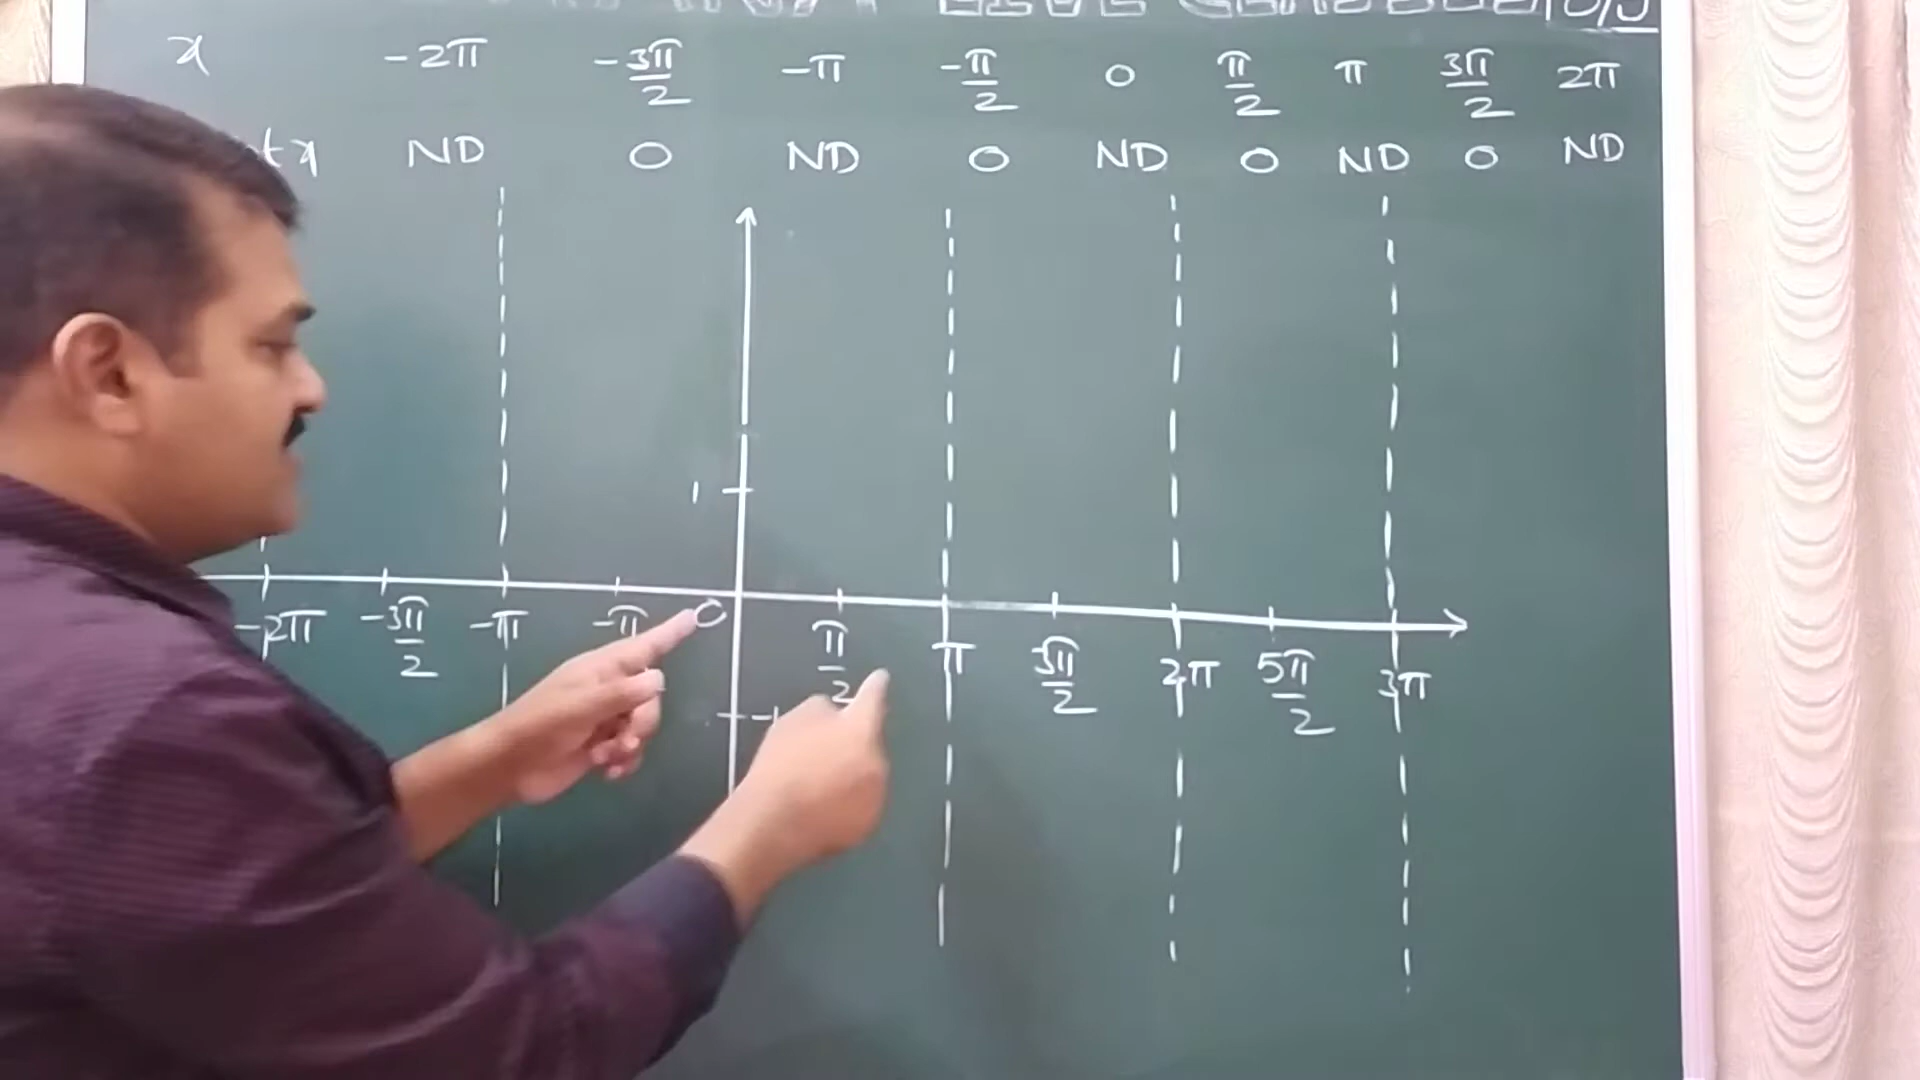 x -2π -3π/2 -π -π/2 0 π/2 π 3π/2 2π
t x ND 0 ND 0 ND 0 ND 0 ND
1
-2π -3π/2 -π -π 0 π/2 π 3π/2 2π 5π/2 3π
-1